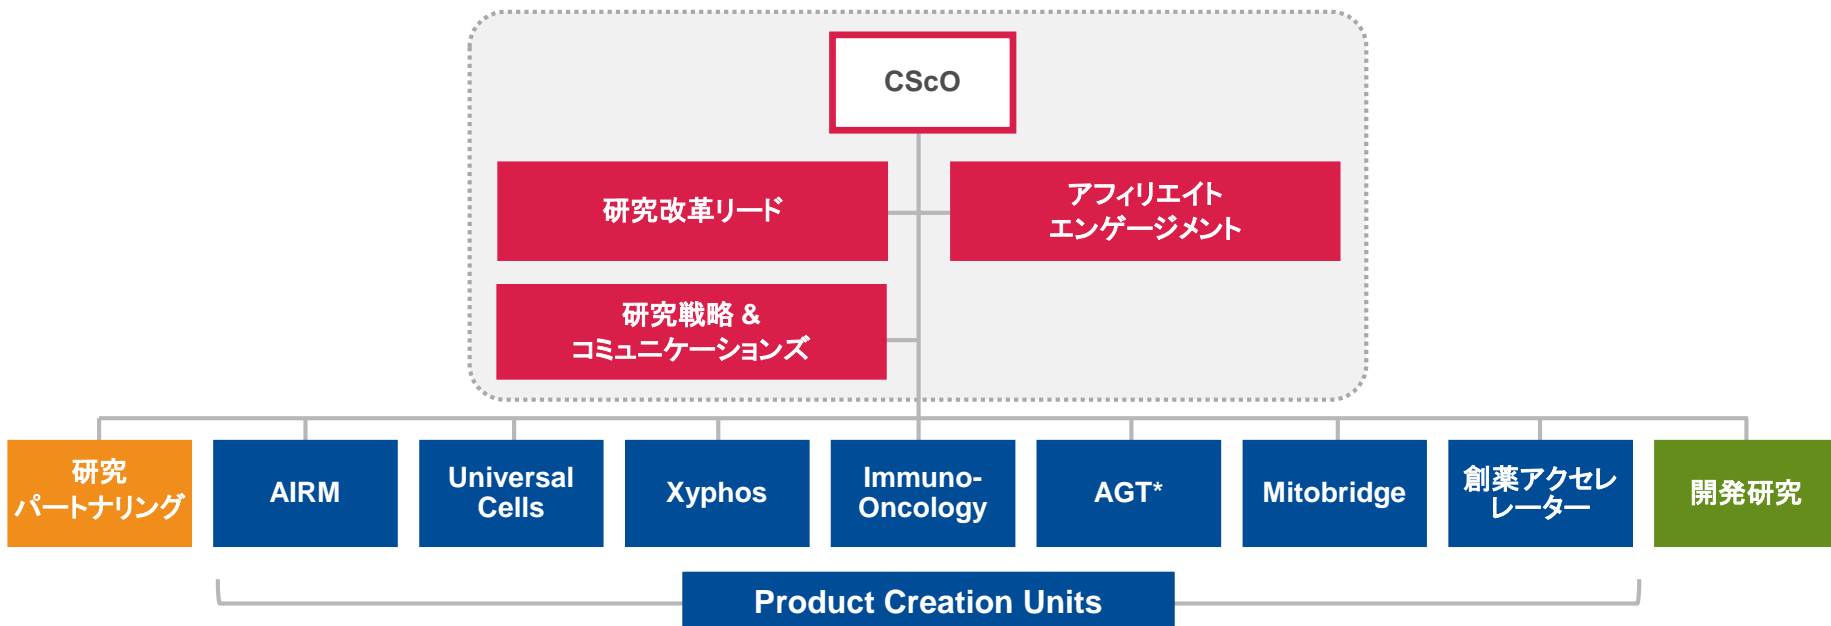 CScO
研究改革リード
アフィリエイト
エンゲージメント
研究戦略 &
コミュニケーションズ
研究
パートナリング
AIRM
Universal
Cells
Xyphos
Immuno-
Oncology
AGT*
Mitobridge
創薬アクセレ
レーター
開発研究
Product Creation Units